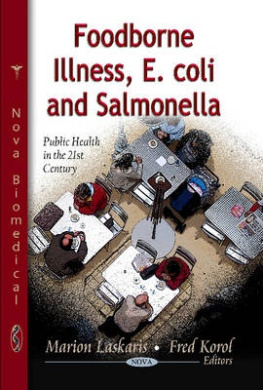 Foodborne
Illness, E. coli
and Salmonella
Public Health
in the 21st
Century
Nova Biomedical
Marion Laskaris • Fred Korol
Editors
NOVA